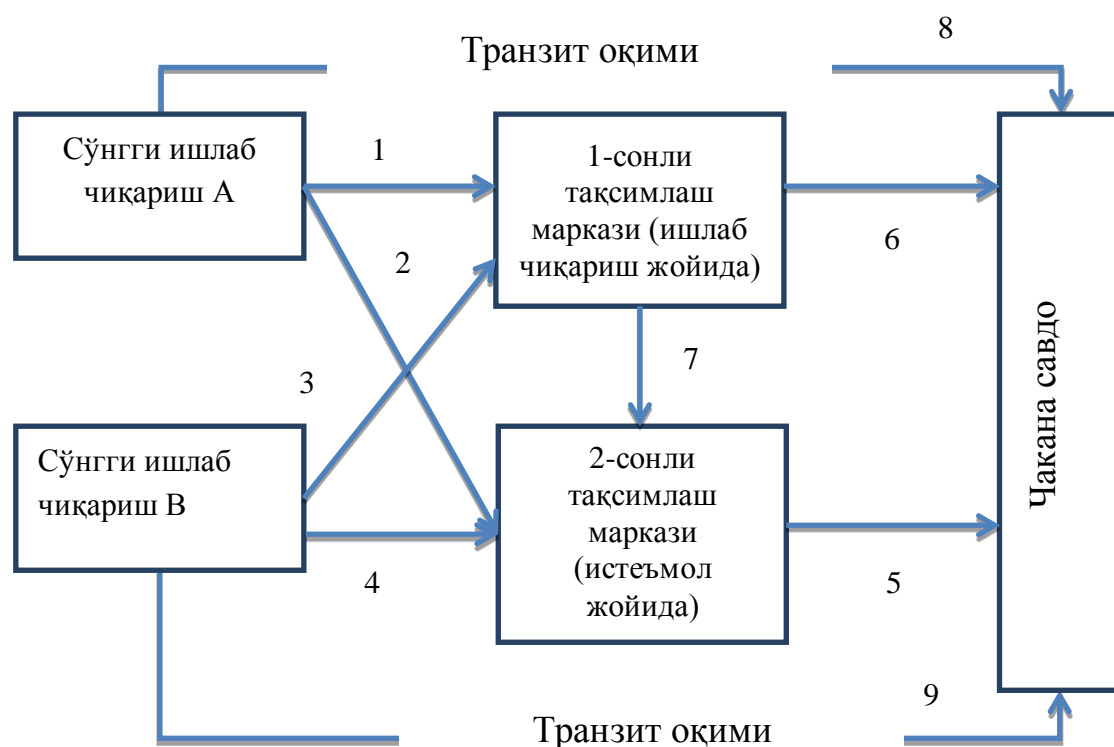 8
Транзит оқими
Сўнгги ишлаб
чиқариш А
1
1-сонли
тақсимлаш
маркази (ишлаб
чиқариш жойида)
6
2
7
3
Чакана савдо
Сўнгги ишлаб
чиқариш В
2-сонли
тақсимлаш
маркази
(истеъмол
жойида)
4
5
9
Транзит оқими